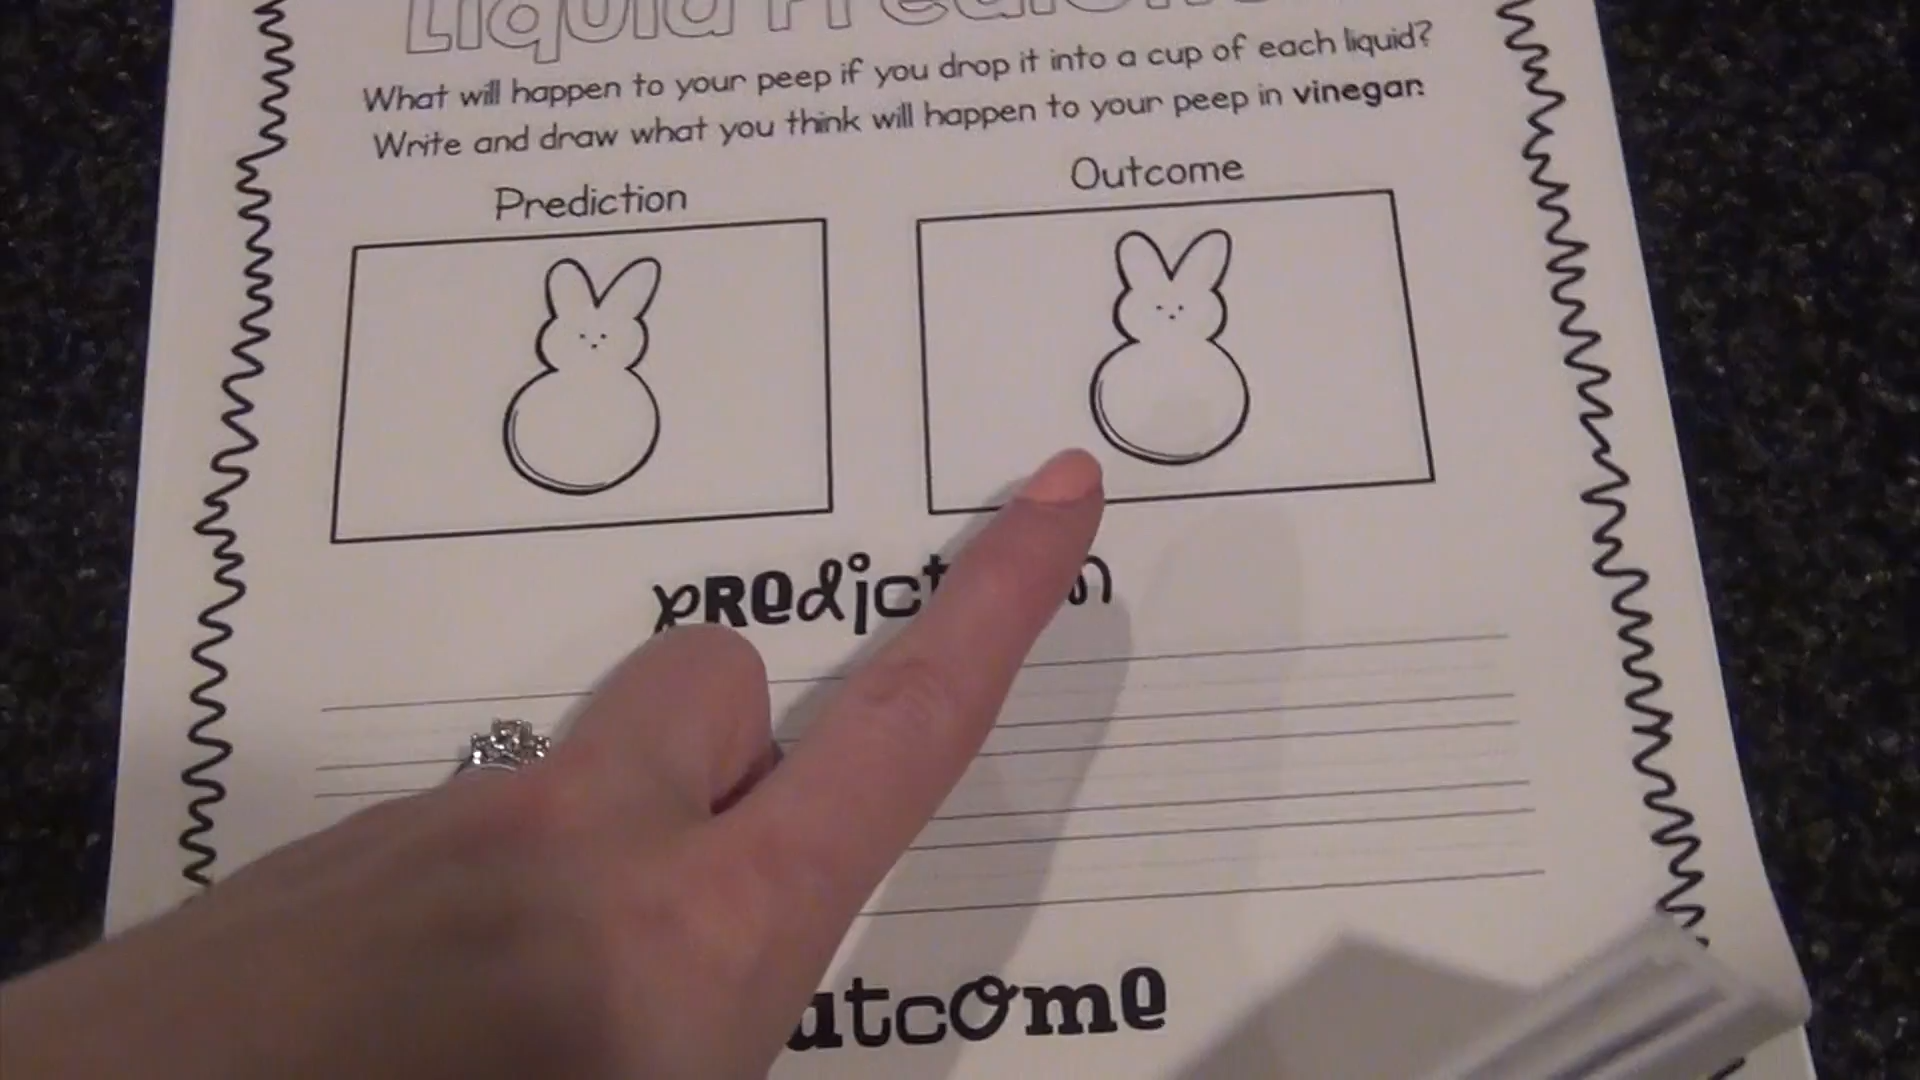 Liquid
What will happen to your peep if you drop it into a cup of each liquid?
Write and draw what you think will happen to your peep in vinegar.
Prediction
Outcome